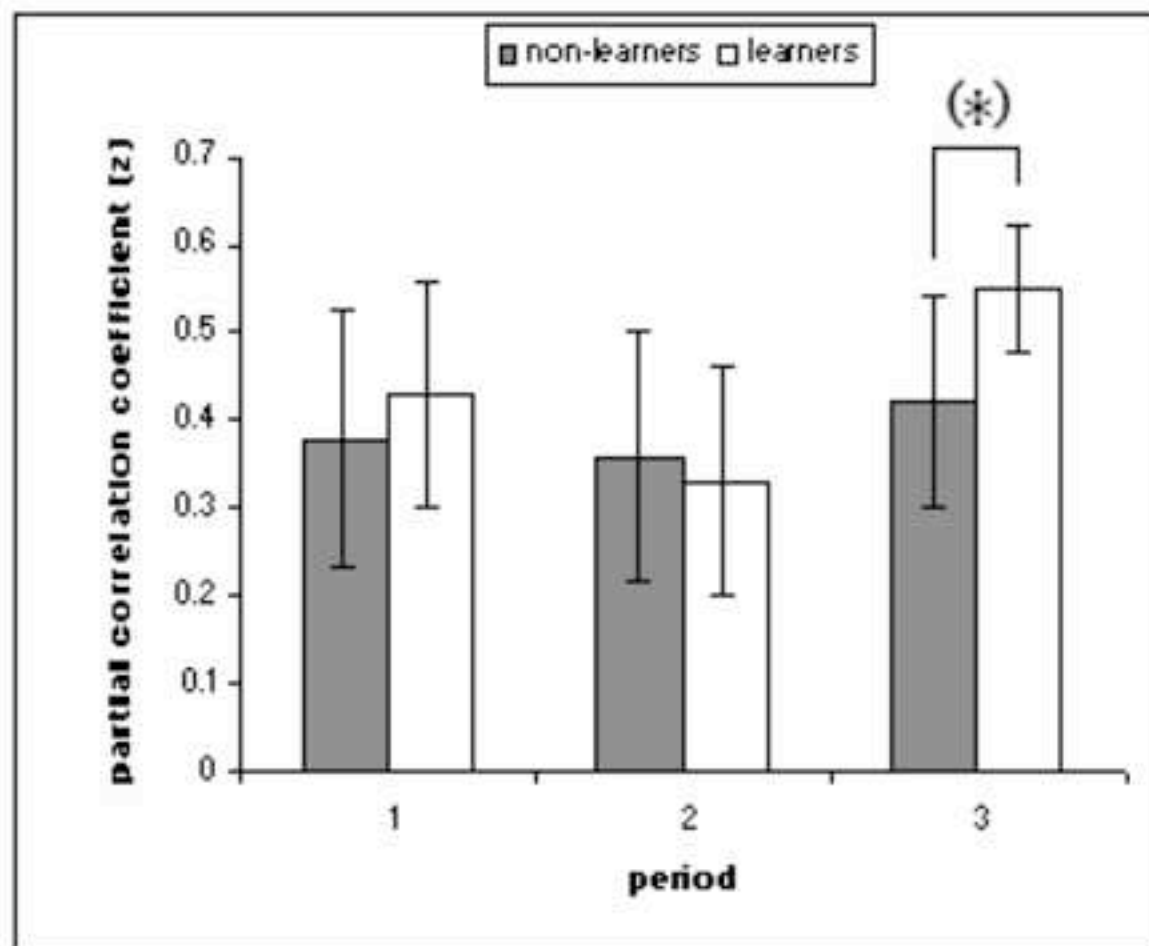 non-learners learners
(*)
partial correlation coefficient (z)
0.7
0.6
0.5
0.4
0.3
0.2
0.1
0
1 2 3
period